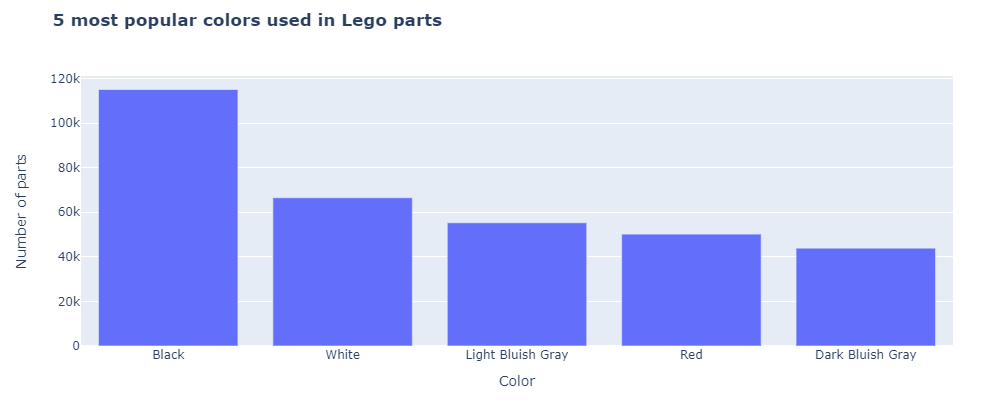 5 most popular colors used in Lego parts
Number of parts
120k
100k
80k
60k
40k
20k
0
Black White Light Bluish Gray Red Dark Bluish Gray
Color